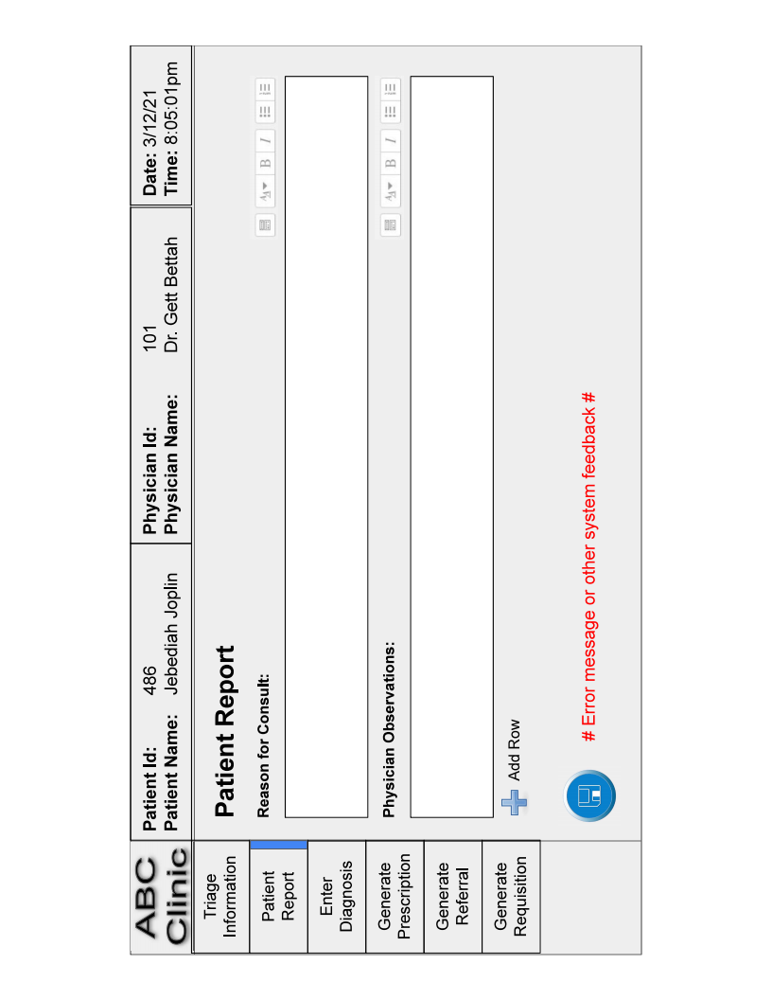 ABC
Clinic
Patient Id: 486
Patient Name: Jebediah Joplin
Physician Id: 101
Physician Name: Dr. Gett Bettah
Date: 3/12/21
Time: 8:05:01pm
Triage
Information
Patient
Report
Enter
Diagnosis
Generate
Prescription
Generate
Referral
Generate
Requisition
Patient Report
Reason for Consult:
B I
Physician Observations:
B I
Add Row
# Error message or other system feedback #